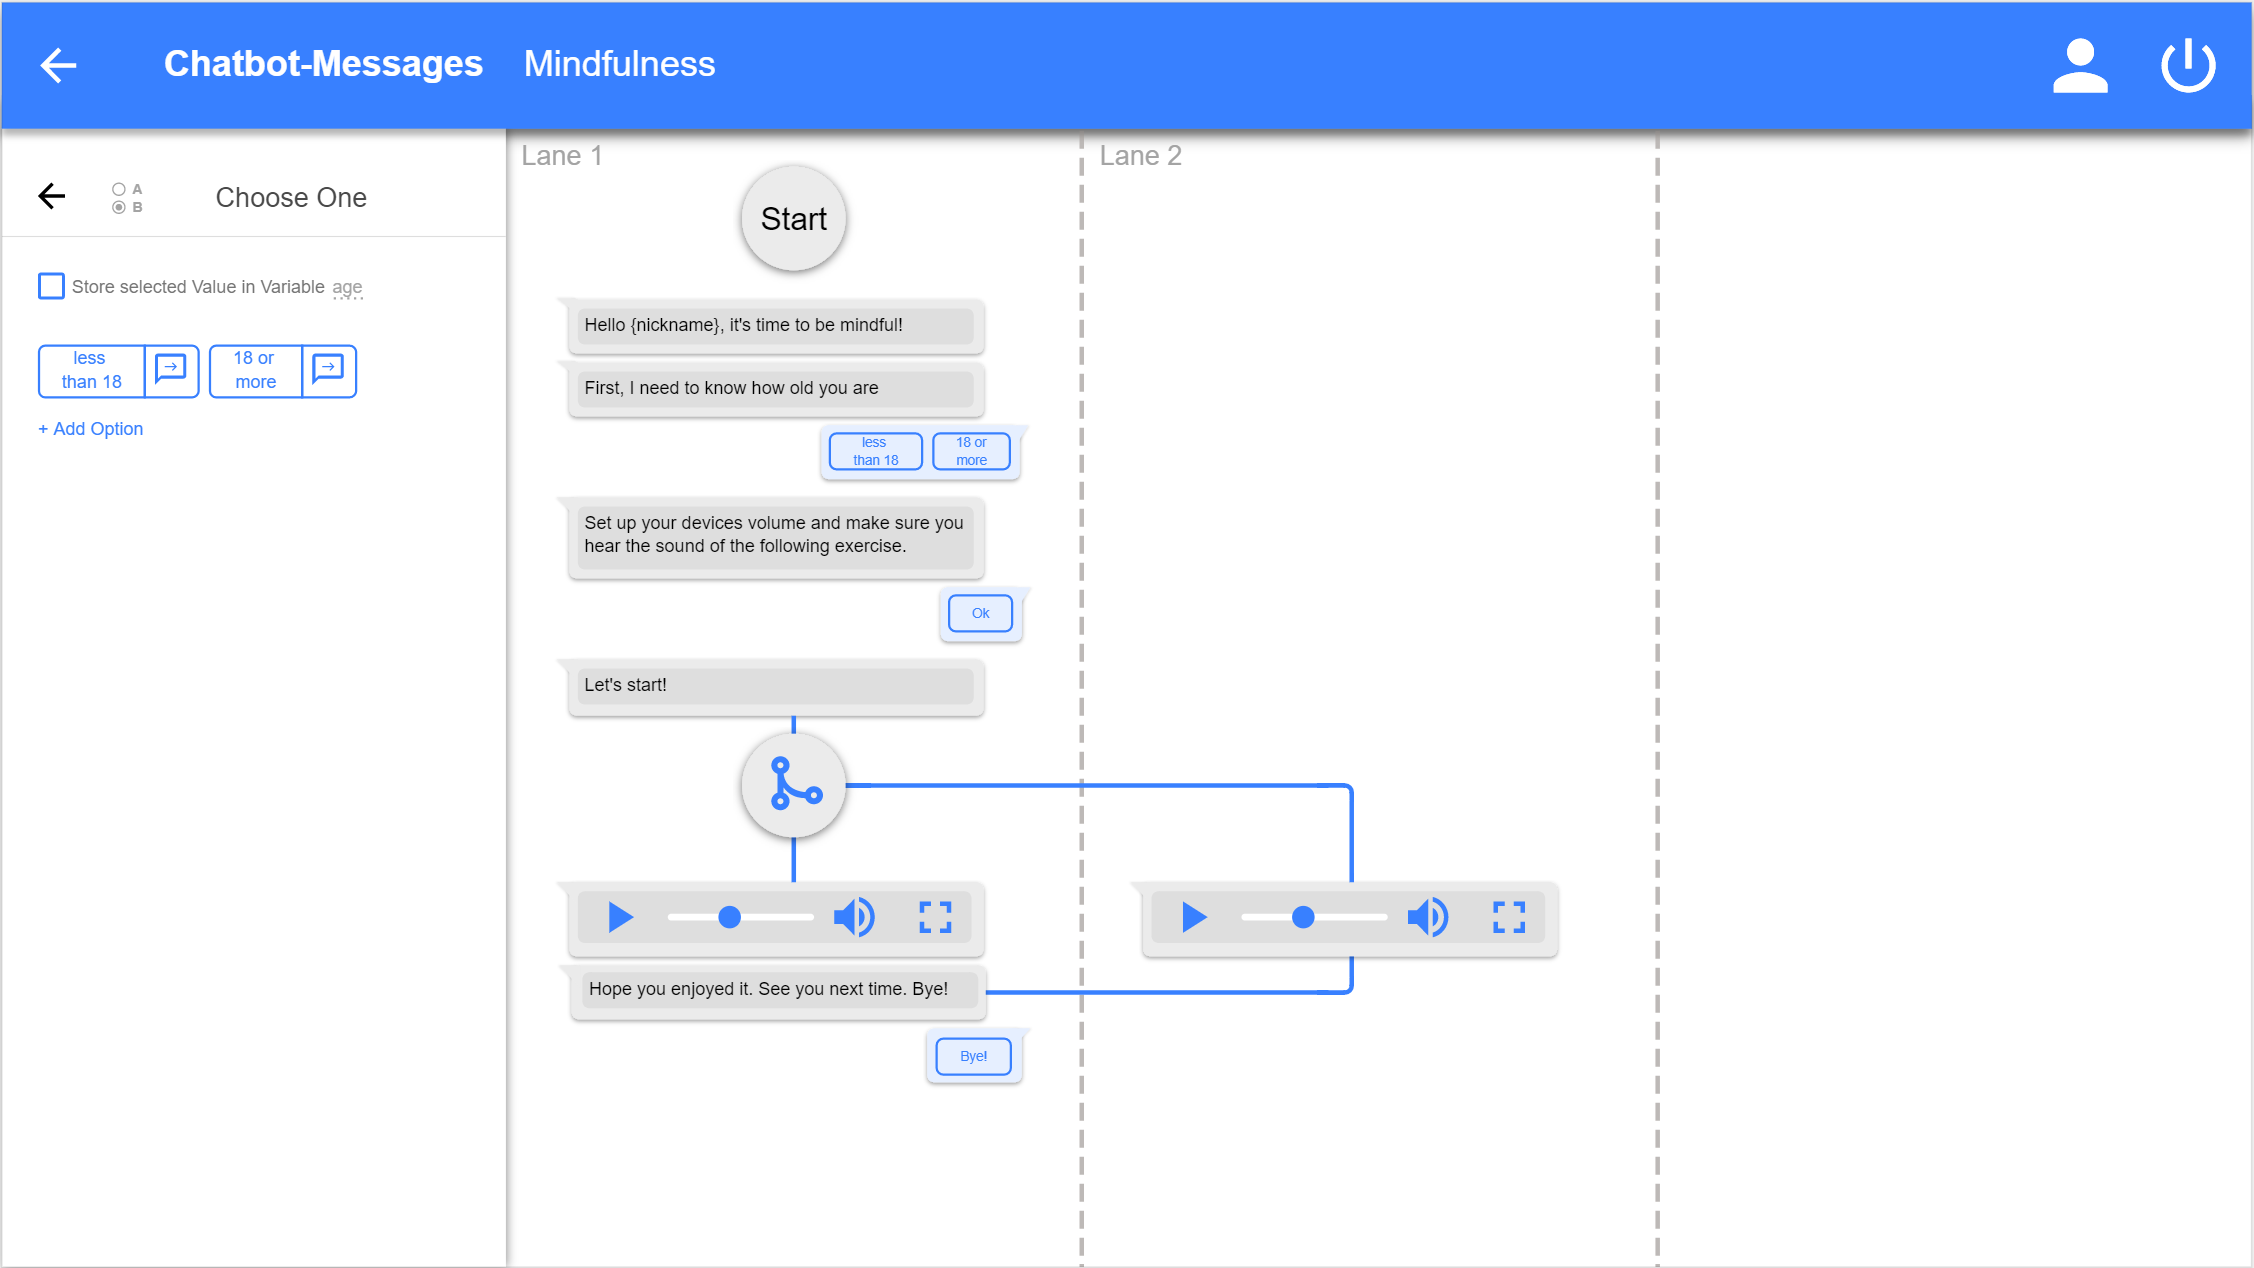 Chatbot-Messages Mindfulness
A
B
Choose One
Store selected Value in Variable age
less
than 18
18 or
more
+ Add Option
Lane 1
Lane 2
Start
Hello {nickname}, it's time to be mindful!
First, I need to know how old you are
less
than 18
18 or
more
Set up your devices volume and make sure you
hear the sound of the following exercise.
Ok
Let's start!
Hope you enjoyed it. See you next time. Bye!
Bye!